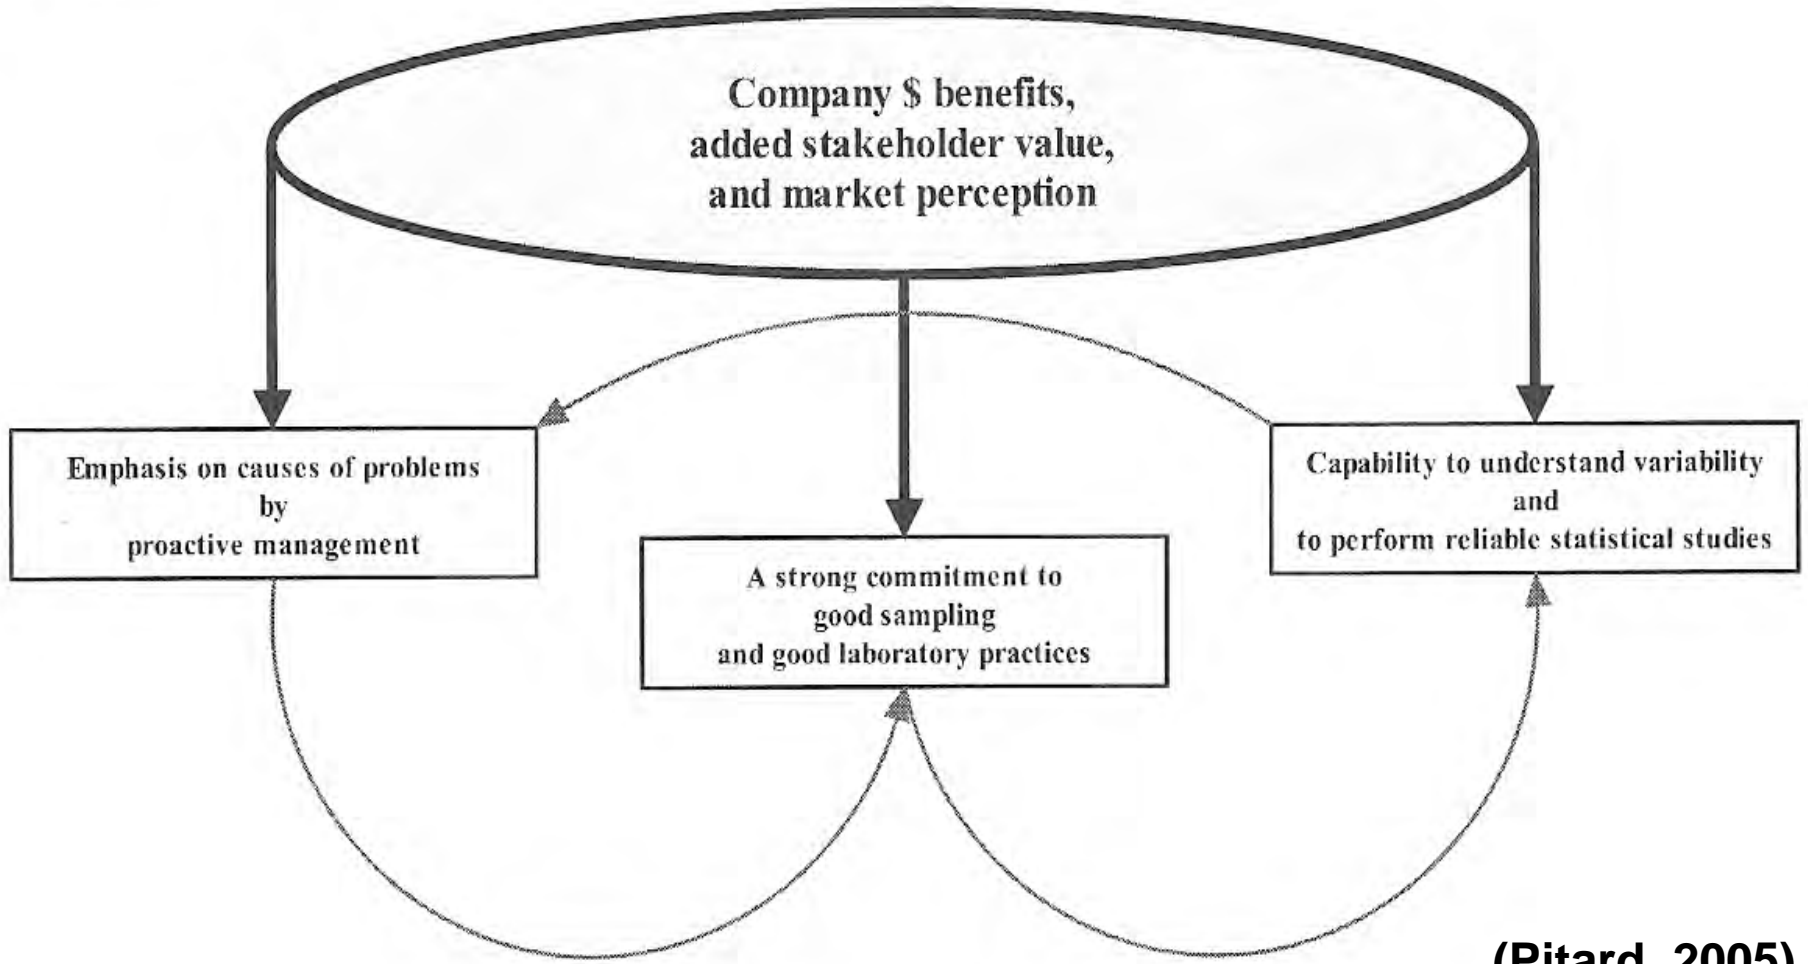 Company $ benefits,
added stakeholder value,
and market perception
Emphasis on causes of problems
by
proactive management
A strong commitment to
good sampling
and good laboratory practices
Capability to understand variability
and
to perform reliable statistical studies
(Pitard, 2005)